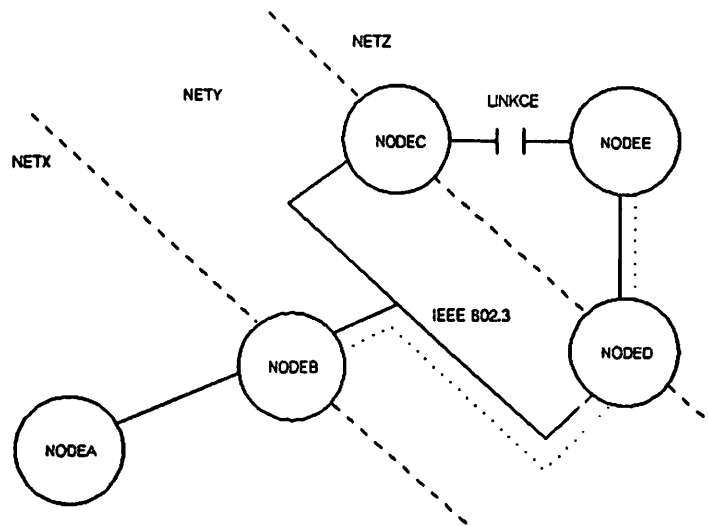 NETZ
NETY
LINKCE
NODEC
NODEE
NETX
IEEE 802.3
NODED
NODEB
NODEA